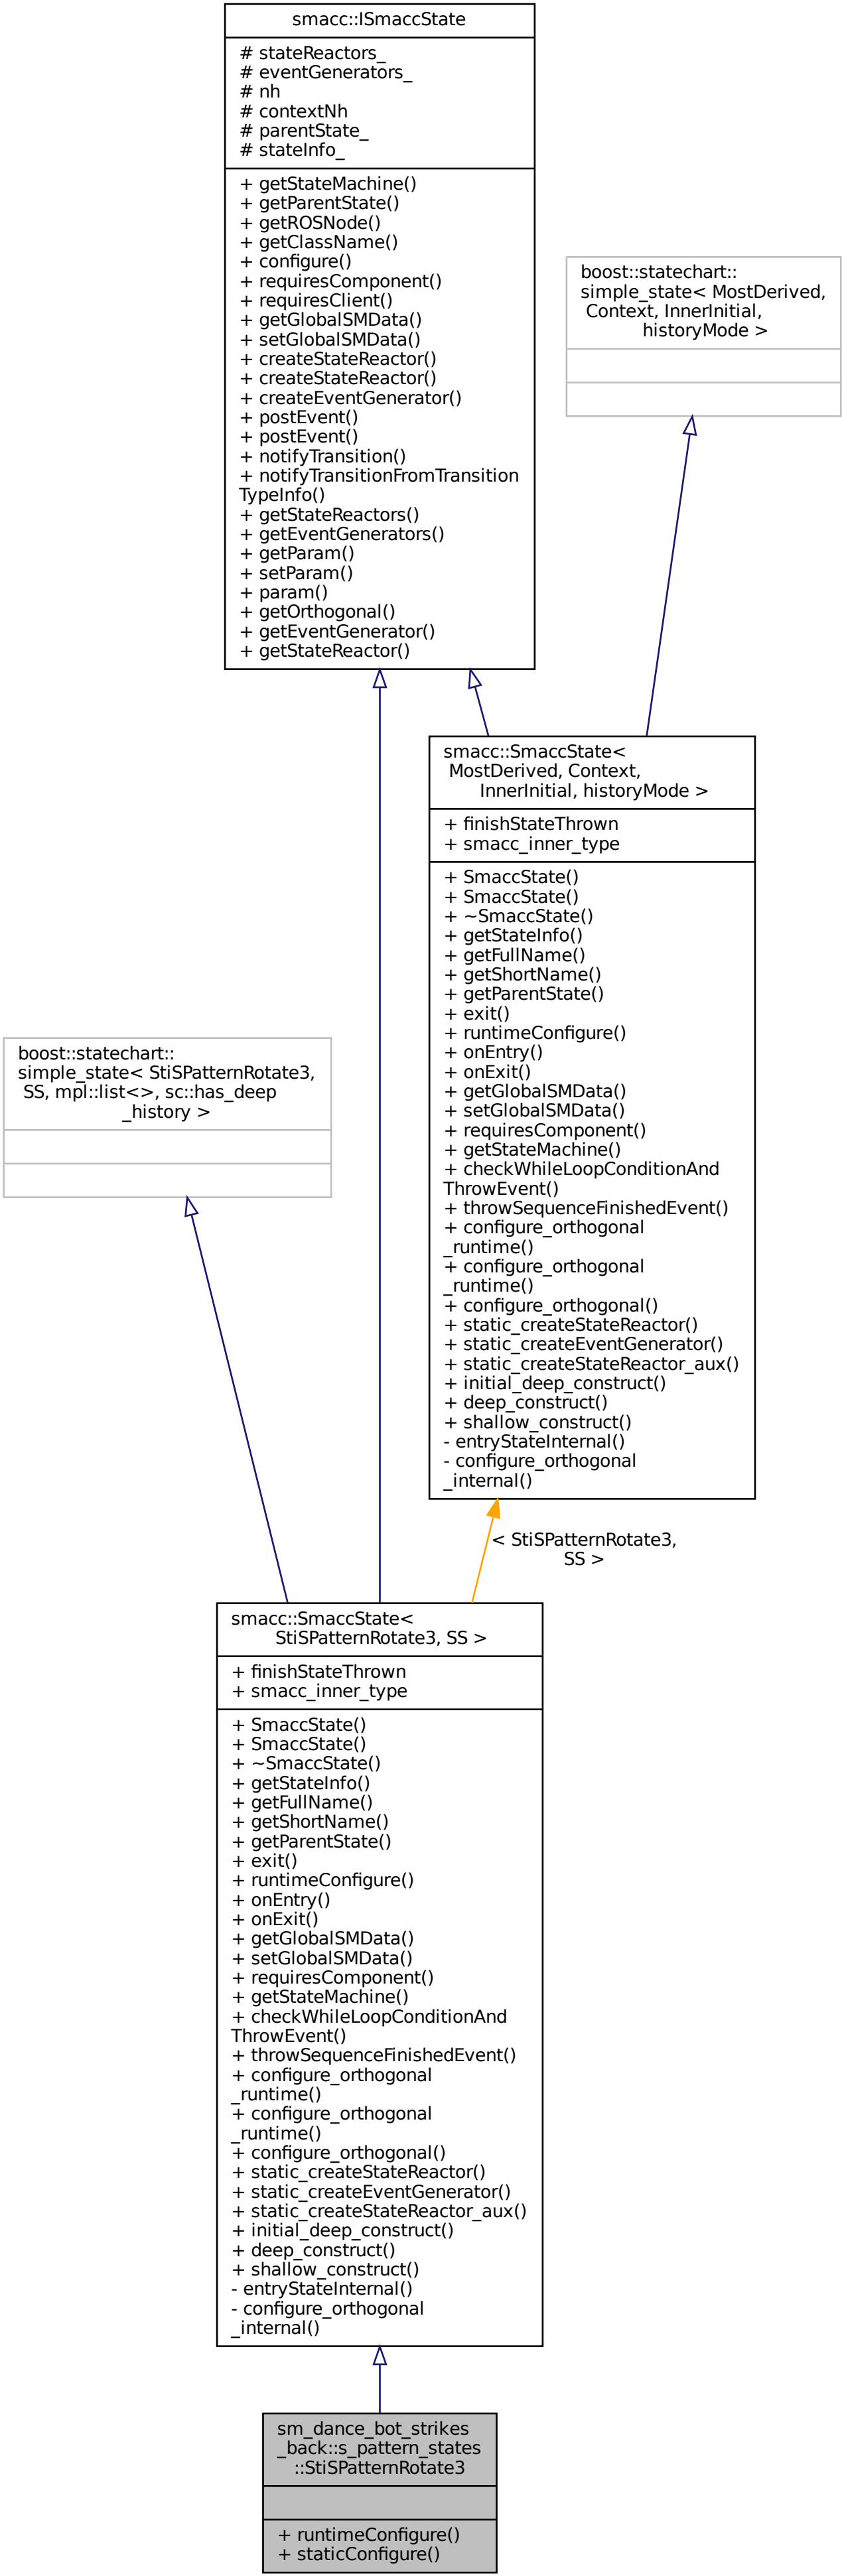 smacc::ISmaccState
# stateReactors_
# eventGenerators_
# nh
# contextNh
# parentState_
# stateInfo_
+ getStateMachine()
+ getParentState()
+ getROSNode()
+ getClassName()
+ configure()
+ requiresComponent()
+ requiresClient()
+ getGlobalSMData()
+ setGlobalSMData()
+ createStateReactor()
+ createStateReactor()
+ createEventGenerator()
+ postEvent()
+ postEvent()
+ notifyTransition()
+ notifyTransitionFromTransition
TypeInfo()
+ getStateReactors()
+ getEventGenerators()
+ getParam()
+ setParam()
+ param()
+ getOrthogonal()
+ getEventGenerator()
+ getStateReactor()
boost::statechart::
simple_state< MostDerived,
Context, InnerInitial,
historyMode >
smacc::SmaccState<
MostDerived, Context,
InnerInitial, historyMode >
+ finishStateThrown
+ smacc_inner_type
+ SmaccState()
+ SmaccState()
+ ~SmaccState()
+ getStateInfo()
+ getFullName()
+ getShortName()
+ getParentState()
+ exit()
+ runtimeConfigure()
+ onEntry()
+ onExit()
+ getGlobalSMData()
+ setGlobalSMData()
+ requiresComponent()
+ getStateMachine()
+ checkWhileLoopConditionAnd
ThrowEvent()
+ throwSequenceFinishedEvent()
+ configure_orthogonal
_runtime()
+ configure_orthogonal
_runtime()
+ configure_orthogonal()
+ static_createStateReactor()
+ static_createEventGenerator()
+ static_createStateReactor_aux()
+ initial_deep_construct()
+ deep_construct()
+ shallow_construct()
- entryStateInternal()
- configure_orthogonal
_internal()
boost::statechart::
simple_state< StiSPatternRotate3,
SS, mpl::list<>, sc::has_deep
_history >
< StiSPatternRotate3,
SS >
smacc::SmaccState<
StiSPatternRotate3, SS >
+ finishStateThrown
+ smacc_inner_type
+ SmaccState()
+ SmaccState()
+ ~SmaccState()
+ getStateInfo()
+ getFullName()
+ getShortName()
+ getParentState()
+ exit()
+ runtimeConfigure()
+ onEntry()
+ onExit()
+ getGlobalSMData()
+ setGlobalSMData()
+ requiresComponent()
+ getStateMachine()
+ checkWhileLoopConditionAnd
ThrowEvent()
+ throwSequenceFinishedEvent()
+ configure_orthogonal
_runtime()
+ configure_orthogonal
_runtime()
+ configure_orthogonal()
+ static_createStateReactor()
+ static_createEventGenerator()
+ static_createStateReactor_aux()
+ initial_deep_construct()
+ deep_construct()
+ shallow_construct()
- entryStateInternal()
- configure_orthogonal
_internal()
sm_dance_bot_strikes
_back::s_pattern_states
::StiSPatternRotate3
+ runtimeConfigure()
+ staticConfigure()